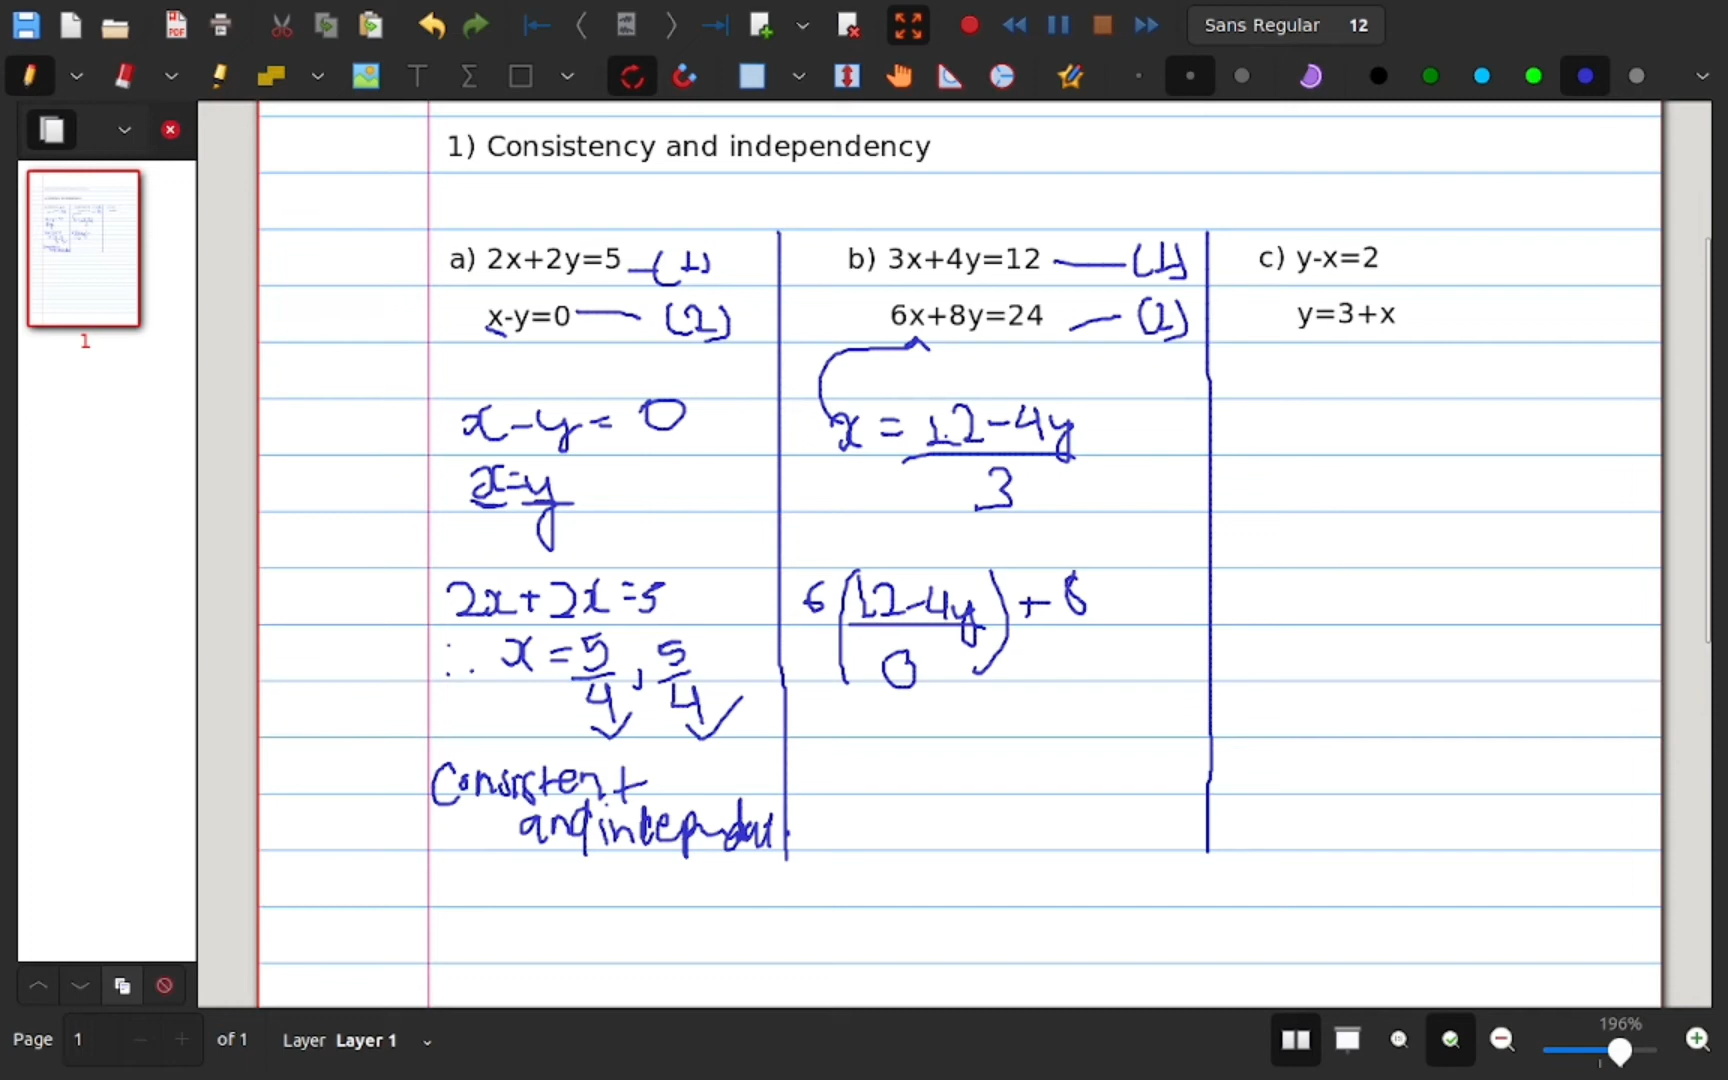 Sans Regular 12
1) Consistency and independency
a) 2x+2y=5 —(1)
x-y=0 — (2)
x-y=0
x=y
y
2x+2x=5
∴ x=5/4, 5/4
Consistent
and
b) 3x+4y=12 —(1)
6x+8y=24 —(2)
x = 12-4y
3
6(12-4y) + 8
c) y-x=2
y=3+x
1
Page 1 of 1 Layer Layer 1
196%